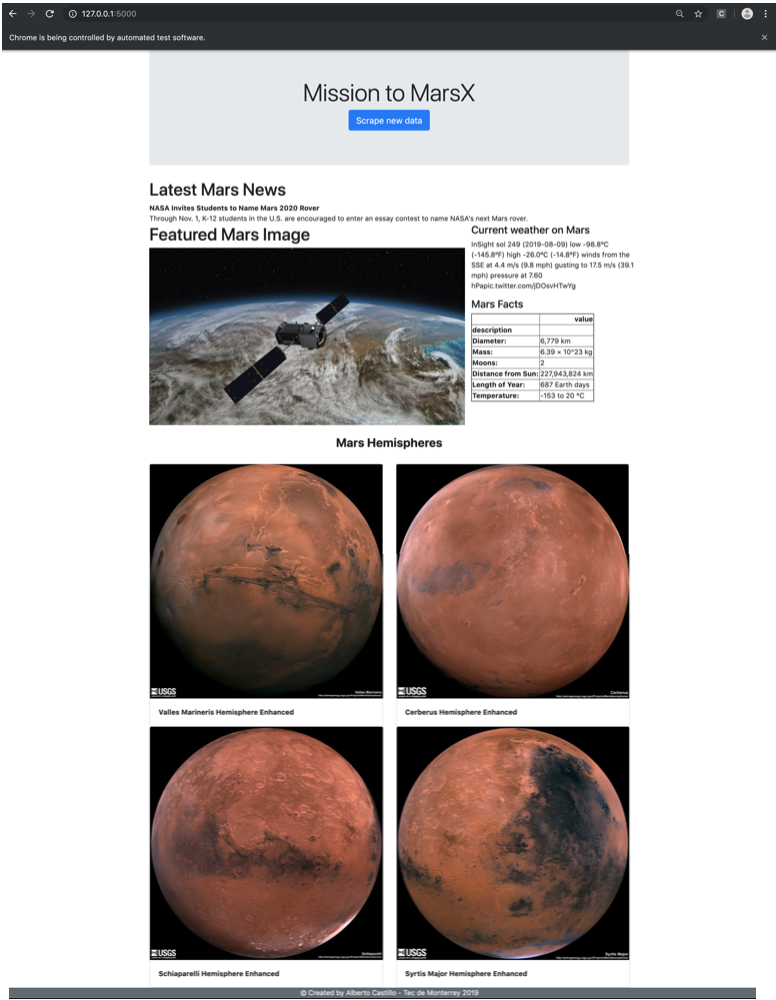 127.0.0.1:5000
Chrome is being controlled by automated test software.
Mission to MarsX
Scrape new data
Latest Mars News
NASA Invites Students to Name Mars 2020 Rover
Through Nov. 1, K-12 students in the U.S. are encouraged to enter an essay contest to name NASA's next Mars rover.
Featured Mars Image
Current weather on Mars
InSight sol 249 (2019-08-09) low -98.8ºC
(-145.8ºF) high -26.0ºC (-14.8ºF) winds from the
SSE at 4.4 m/s (9.8 mph) gusting to 17.5 m/s (39.1
mph) pressure at 7.60
hPapic.twitter.com/jDOsvHTwYg
Mars Facts
value
description
Diameter: 6,779 km
Mass: 6.39 × 10^23 kg
Moons: 2
Distance from Sun: 227,943,824 km
Length of Year: 687 Earth days
Temperature: -153 to 20 °C
Mars Hemispheres
USGS
Valles Marineris
USGS
Cerberus
Valles Marineris Hemisphere Enhanced
Cerberus Hemisphere Enhanced
USGS
Schiaparelli
USGS
Syrtis Major
Schiaparelli Hemisphere Enhanced
Syrtis Major Hemisphere Enhanced
© Created by Alberto Castillo - Tec de Monterrey 2019